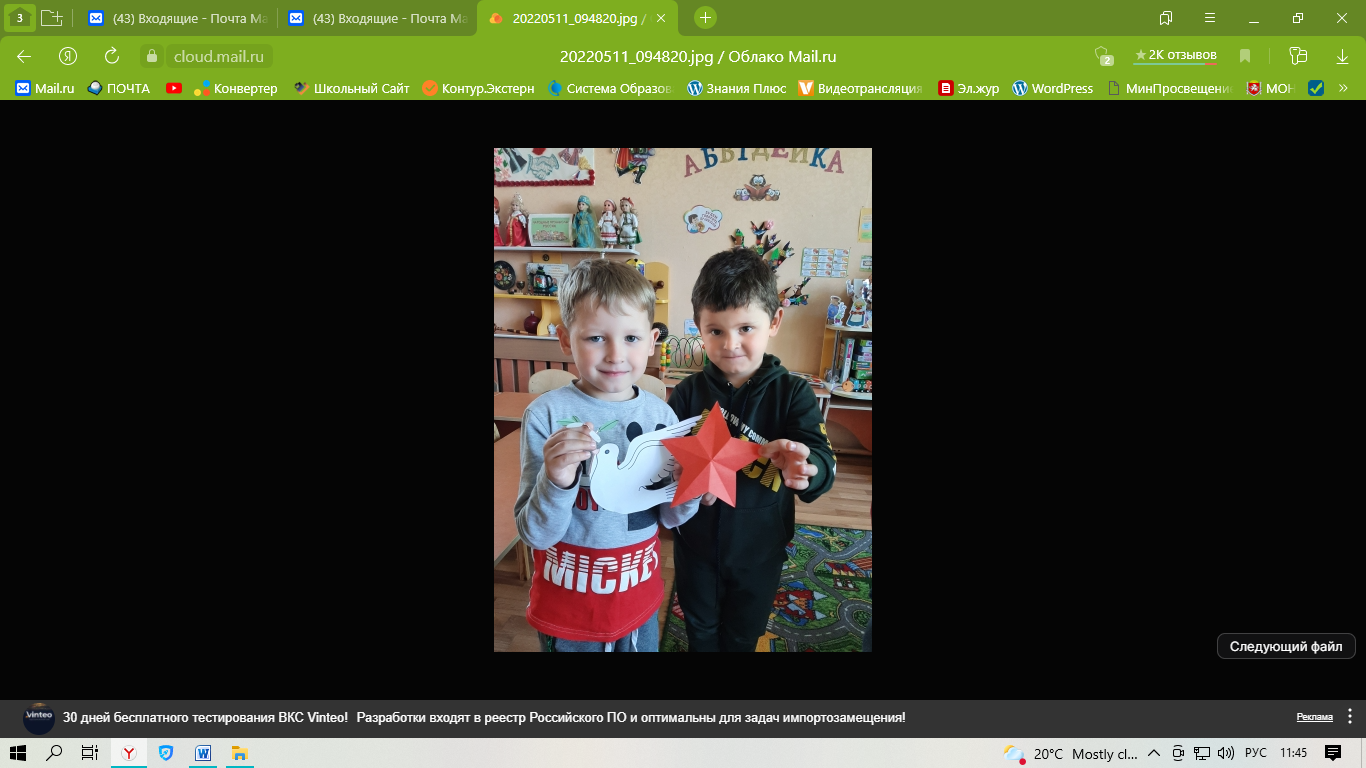 3
(43) Входящие - Почта Ma
(43) Входящие - Почта Ma
20220511_094820.jpg /
cloud.mail.ru
20220511_094820.jpg / Облако Mail.ru
2
2К отзывов
Mail.ru
ПОЧТА
Конвертер
Школьный Сайт
Контур.Экстерн
Система Образов
Знания Плюс
Видеотрансляция
Эл.жур
WordPress
МинПросвещени
МОН
»
АБВГДЕЙКА
MICKEY
Следующий файл
Vinteo
30 дней бесплатного тестирования ВКС Vinteo! Разработки входят в реестр Российского ПО и оптимальны для задач импортозамещения!
Реклама
20°C Mostly cl...
РУС
11:45